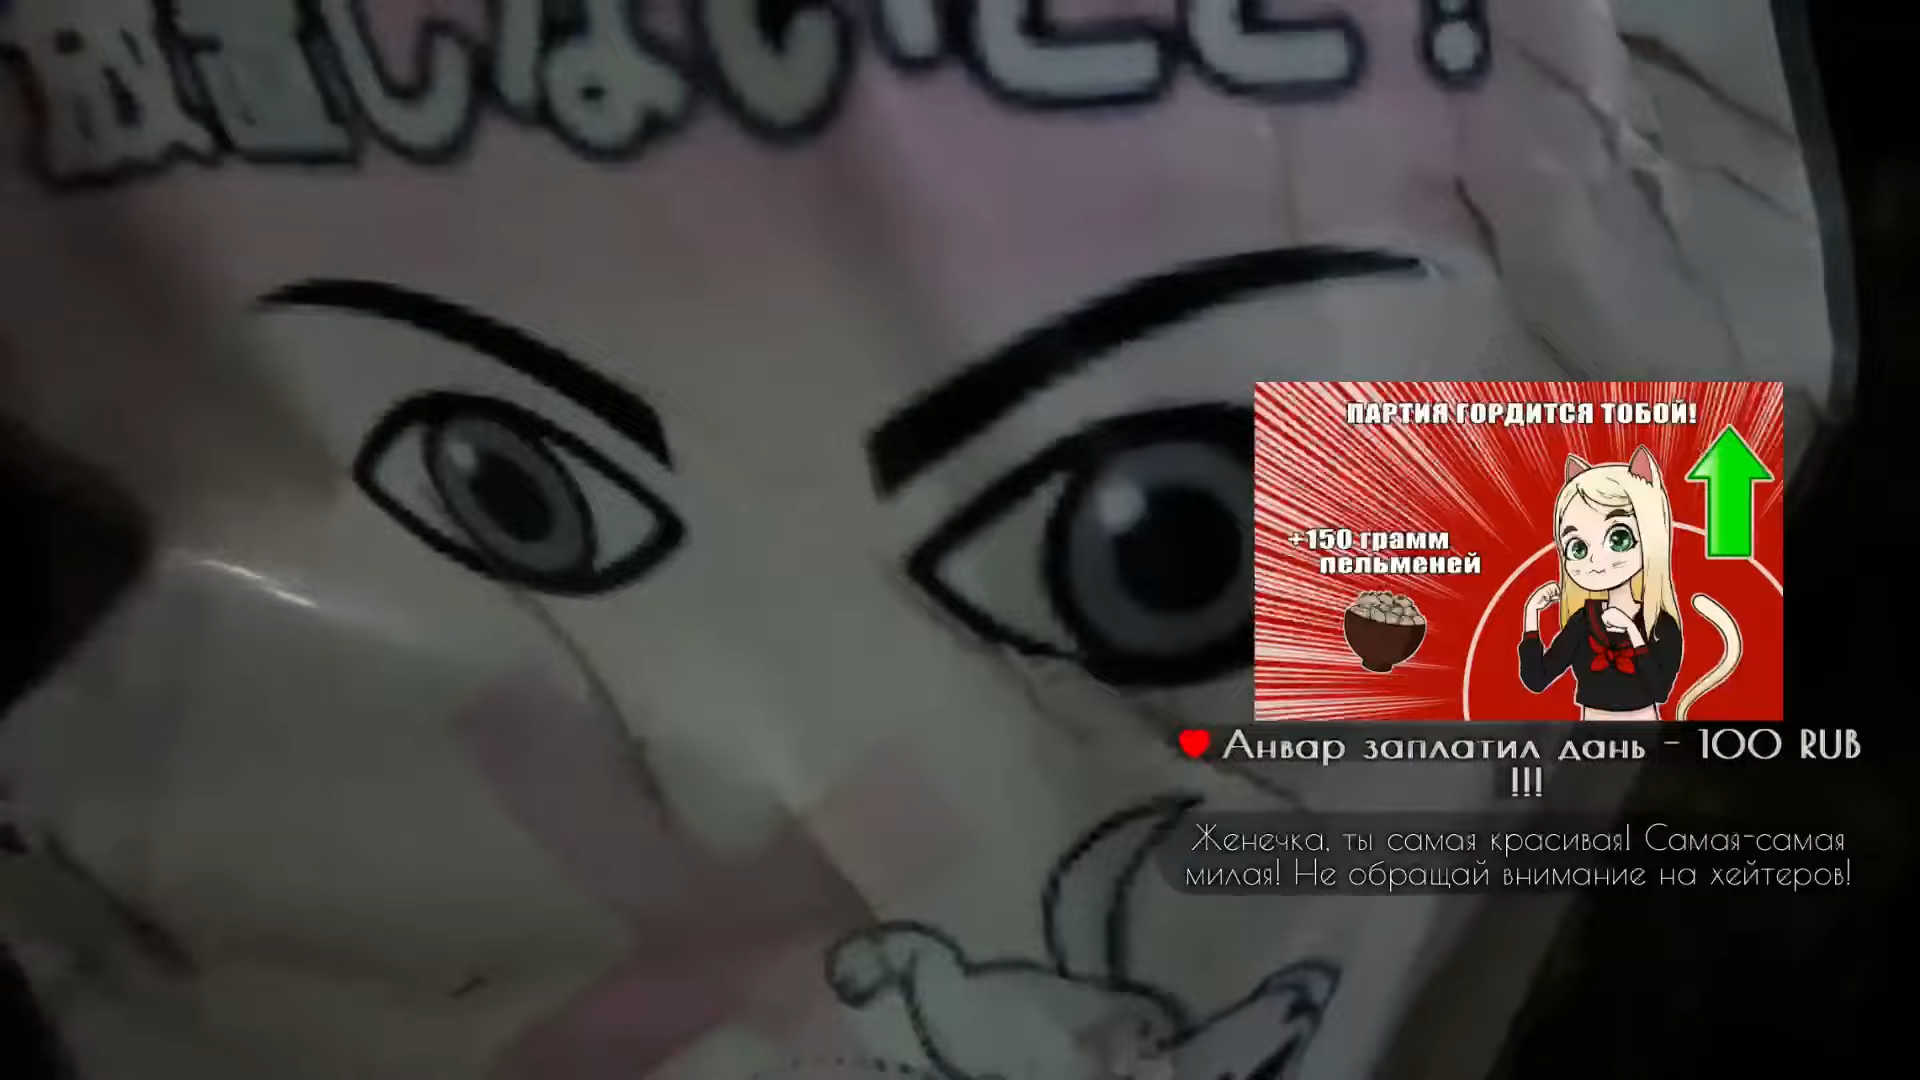 ПАРТИЯ ГОРДИТСЯ ТОБОЙ!
+150 грамм
пельменей
Анвар заплатил дань - 100 RUB
!!!
Женечка, ты самая красивая! Самая-самая
милая! Не обращай внимание на хейтеров!